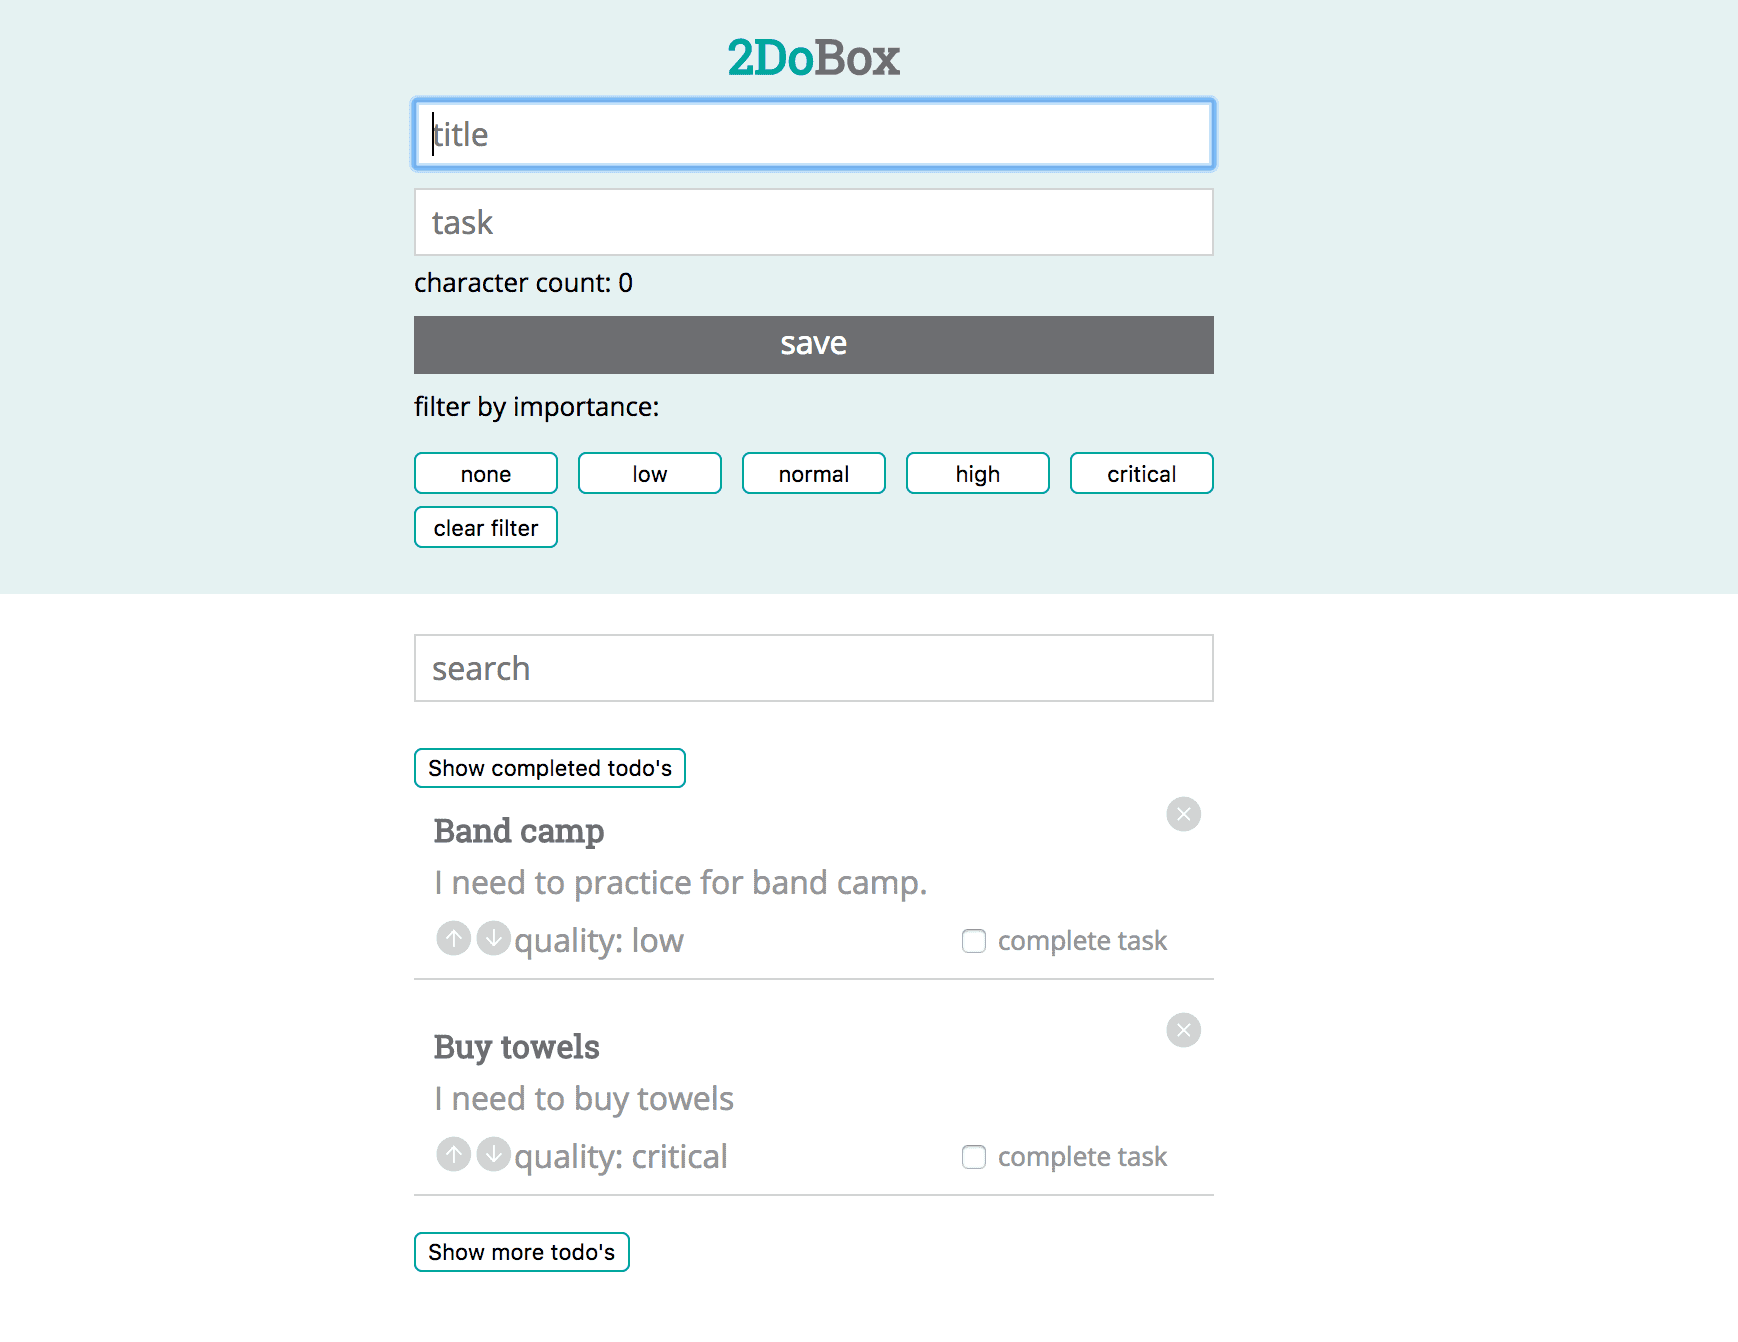 2DoBox
title
task
character count: 0
save
filter by importance:
none low normal high critical
clear filter
search
Show completed todo's
Band camp
I need to practice for band camp.
quality: low complete task
Buy towels
I need to buy towels
quality: critical complete task
Show more todo's